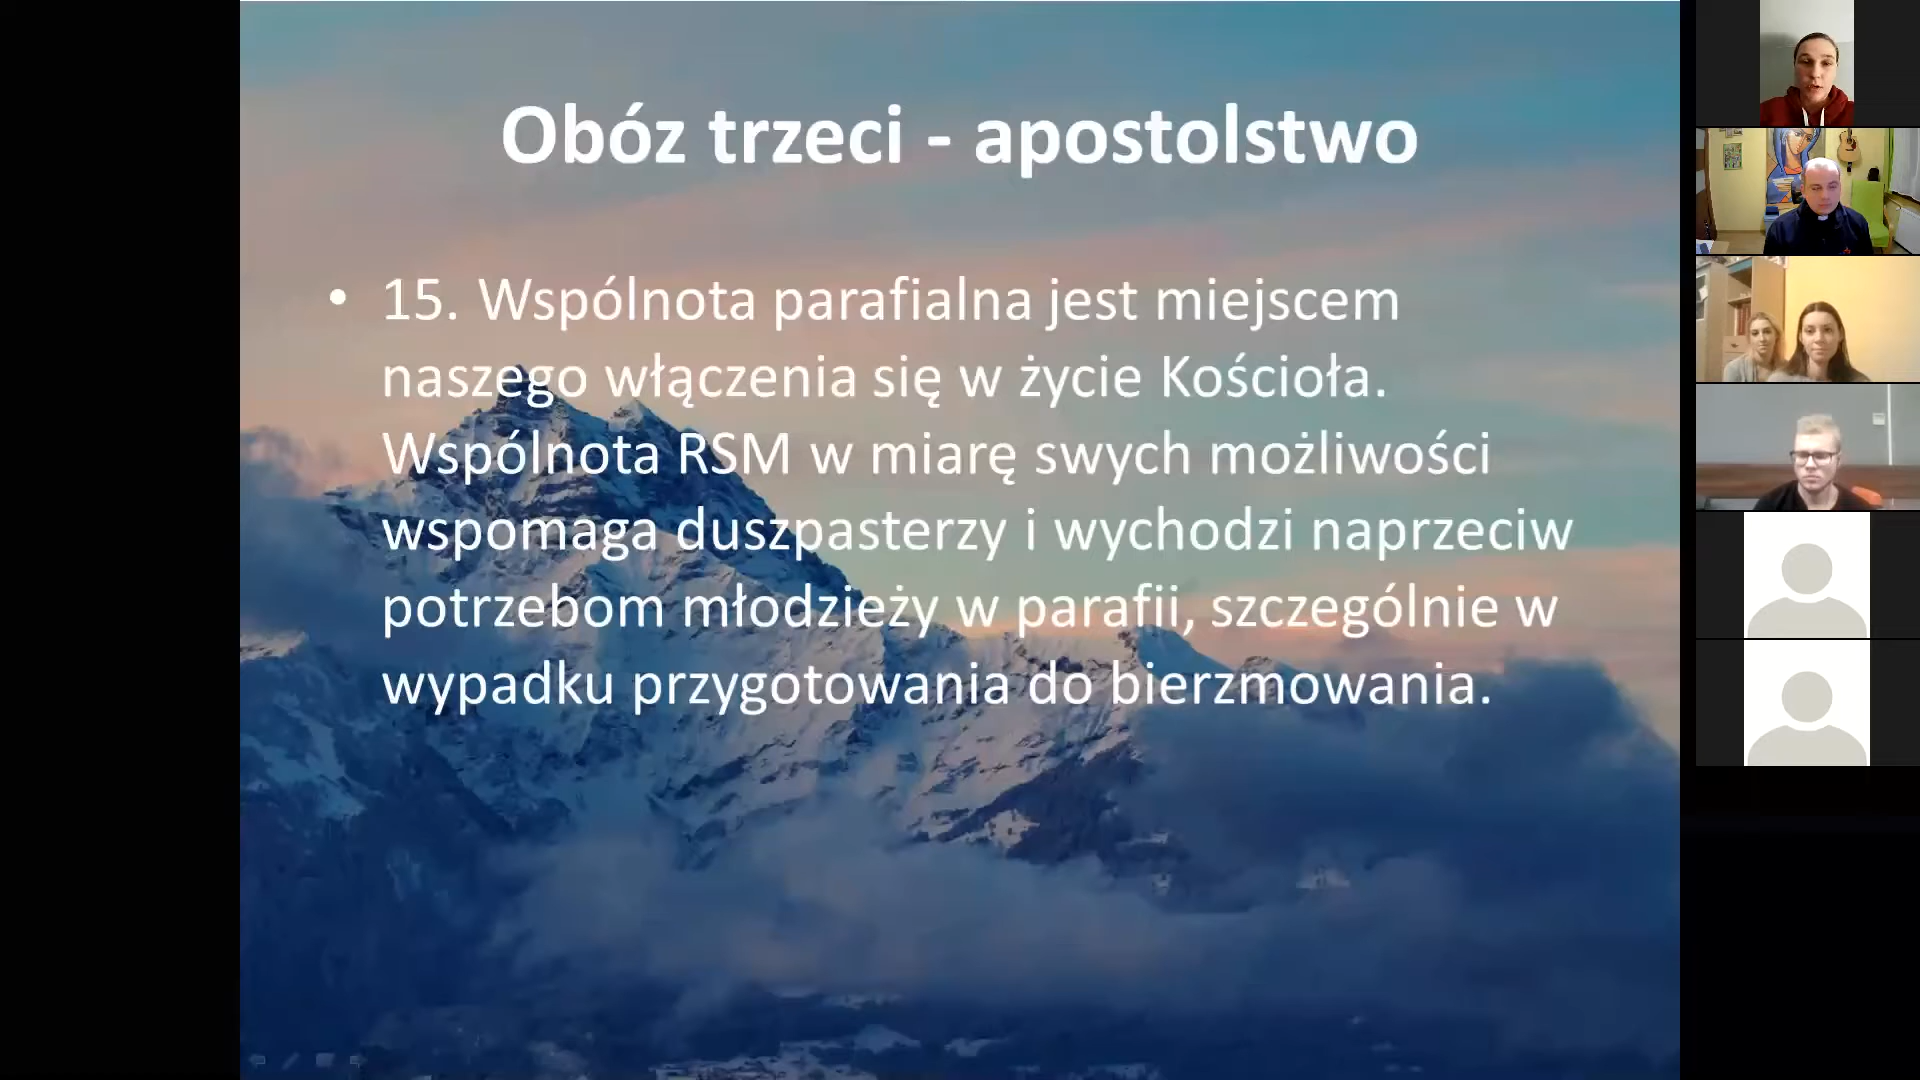 Obóz trzeci - apostolstwo
• 15. Wspólnota parafialna jest miejscem
naszego włączenia się w życie Kościoła.
Wspólnota RSM w miarę swych możliwości
wspomaga duszpasterzy i wychodzi naprzeciw
potrzebom młodzieży w parafii, szczególnie w
wypadku przygotowania do bierzmowania.